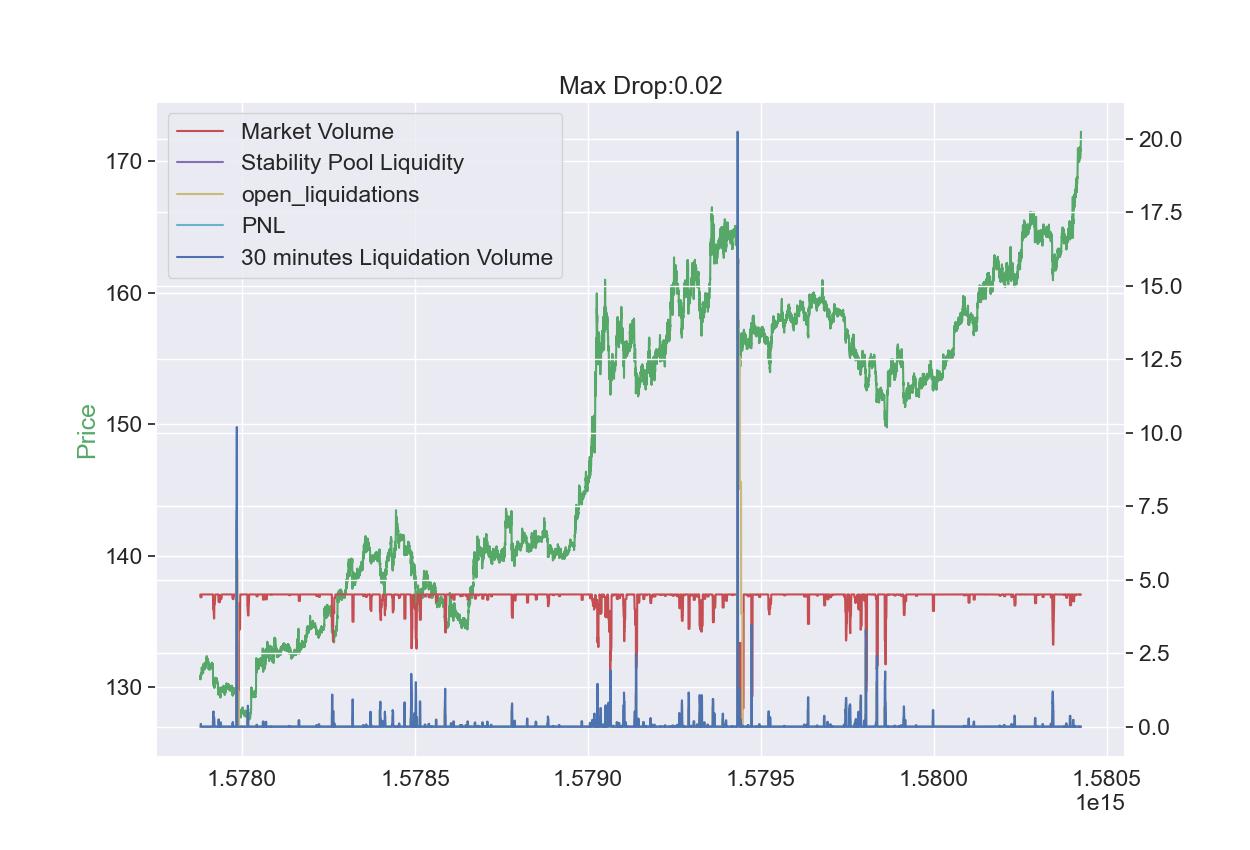 Max Drop:0.02
Market Volume
Stability Pool Liquidity
open_liquidations
PNL
30 minutes Liquidation Volume
Price
170
160
150
140
130
20.0
17.5
15.0
12.5
10.0
7.5
5.0
2.5
0.0
1.5780 1.5785 1.5790 1.5795 1.5800 1.5805
1e15